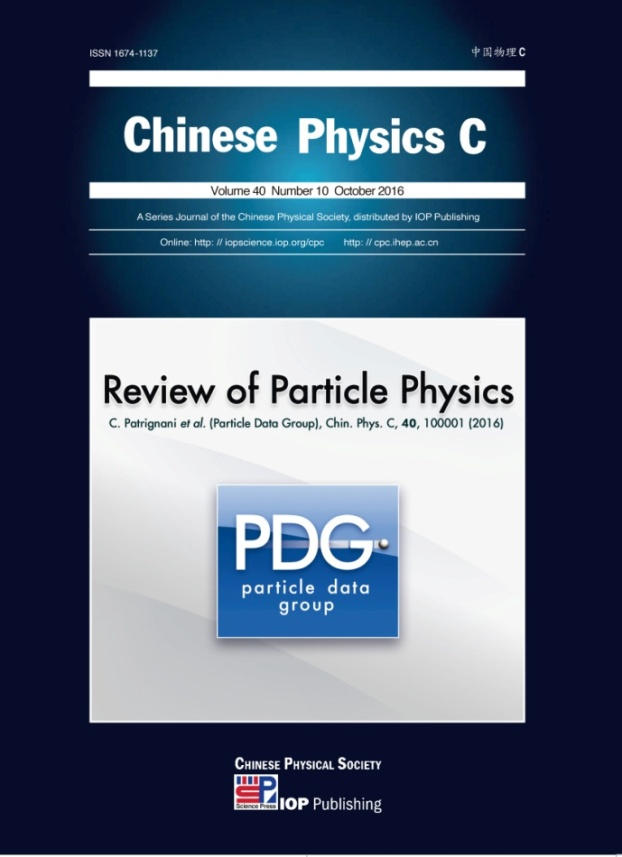 ISSN 1674-1137
中国物理 C
Chinese Physics C
Volume 40 Number 10 October 2016
A Series Journal of the Chinese Physical Society, distributed by IOP Publishing
Online: http: // iopscience.iop.org/cpc http: // cpc.ihep.ac.cn
Review of Particle Physics
C. Patrignani et al. (Particle Data Group), Chin. Phys. C, 40, 100001 (2016)
PDG
particle data
group
CHINESE PHYSICAL SOCIETY
SP
Science Press
IOP Publishing